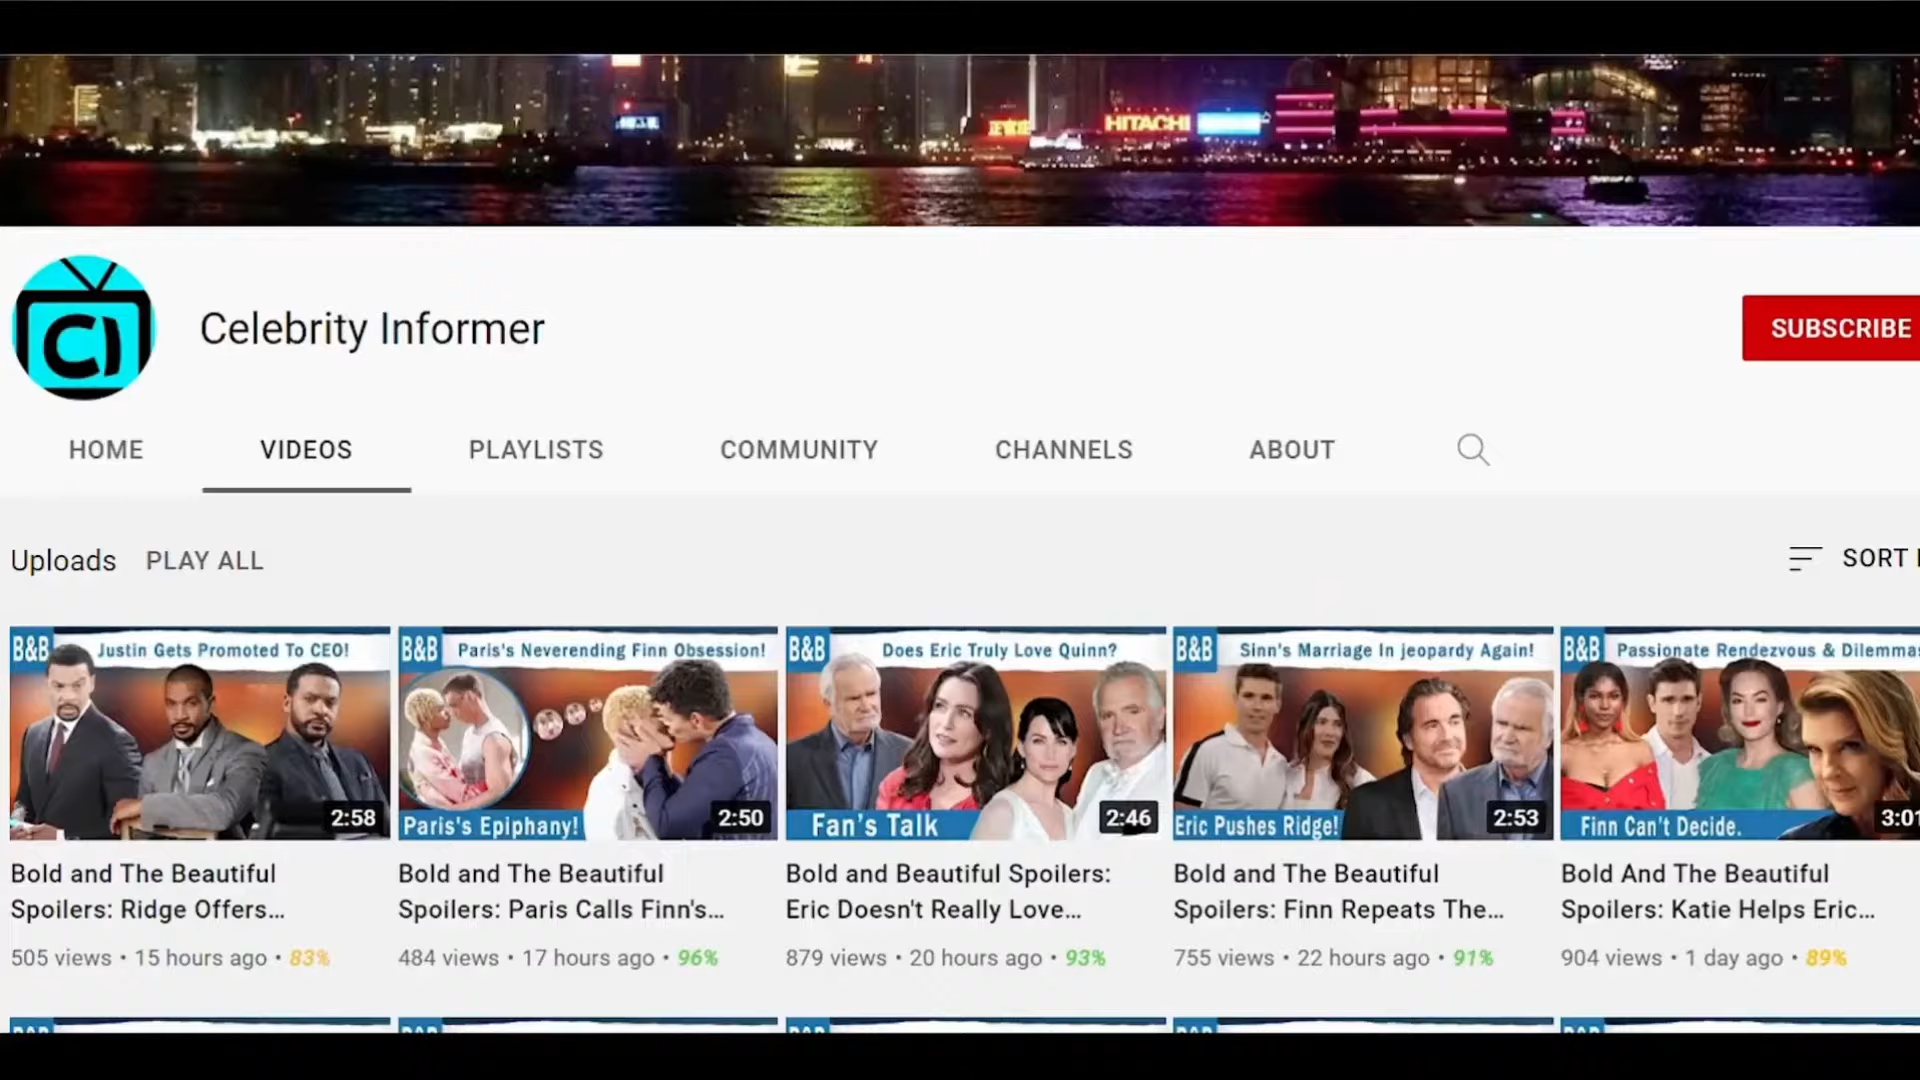 HITACHI
CI
Celebrity Informer
SUBSCRIBE
HOME
VIDEOS
PLAYLISTS
COMMUNITY
CHANNELS
ABOUT
Uploads
PLAY ALL
SORT
B&B
Justin Gets Promoted To CEO!
2:58
B&B
Paris's Neverending Finn Obsession!
Paris's Epiphany!
2:50
B&B
Does Eric Truly Love Quinn?
Fan's Talk
2:46
B&B
Sinn's Marriage In jeopardy Again!
Eric Pushes Ridge!
2:53
B&B
Passionate Rendezvous & Dilemmas
Finn Can't Decide.
3:01
Bold and The Beautiful
Spoilers: Ridge Offers...
505 views • 15 hours ago • 83%
Bold and The Beautiful
Spoilers: Paris Calls Finn's...
484 views • 17 hours ago • 96%
Bold and Beautiful Spoilers:
Eric Doesn't Really Love...
879 views • 20 hours ago • 93%
Bold and The Beautiful
Spoilers: Finn Repeats The...
755 views • 22 hours ago • 91%
Bold And The Beautiful
Spoilers: Katie Helps Eric...
904 views • 1 day ago • 89%
B&B
B&B
B&B
B&B
B&B